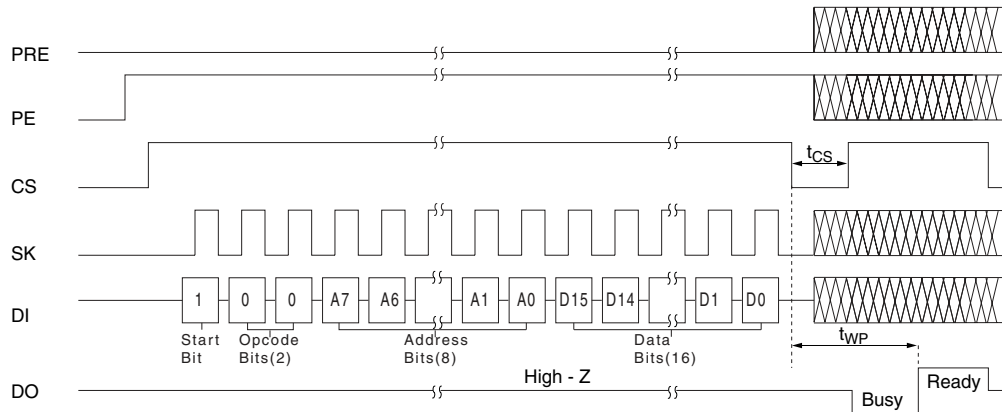 PRE
PE
CS
tCS
SK
DI
1 0 0 A7 A6 A1 A0 D15 D14 D1 D0
Start Bit
Opcode Bits(2)
Address Bits(8)
Data Bits(16)
tWP
DO
High - Z
Busy
Ready